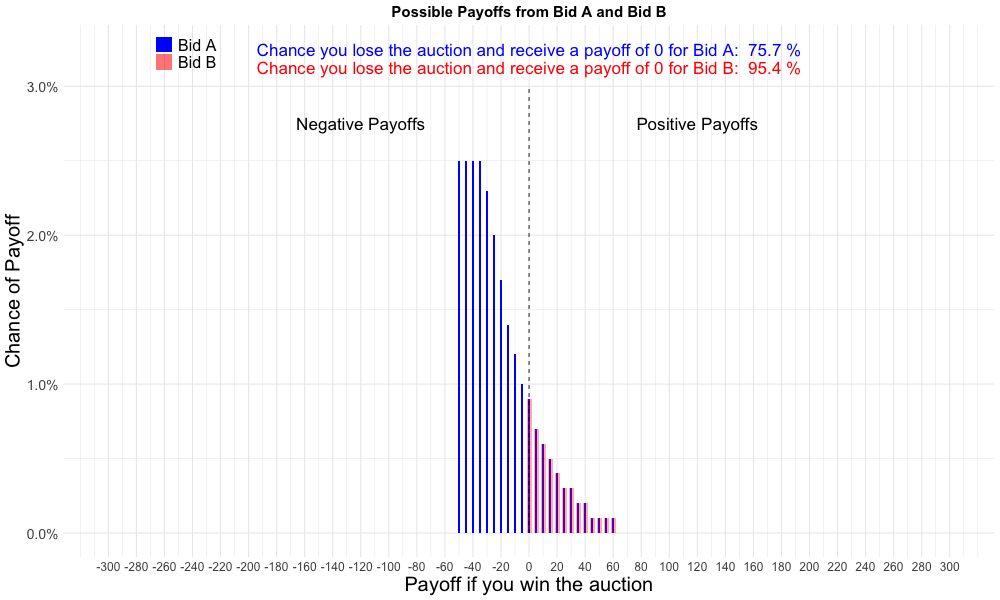 Possible Payoffs from Bid A and Bid B
Bid A
Bid B
Chance you lose the auction and receive a payoff of 0 for Bid A: 75.7 %
Chance you lose the auction and receive a payoff of 0 for Bid B: 95.4 %
Negative Payoffs
Positive Payoffs
Chance of Payoff
3.0%
2.0%
1.0%
0.0%
-300 -280 -260 -240 -220 -200 -180 -160 -140 -120 -100 -80 -60 -40 -20 0 20 40 60 80 100 120 140 160 180 200 220 240 260 280 300
Payoff if you win the auction